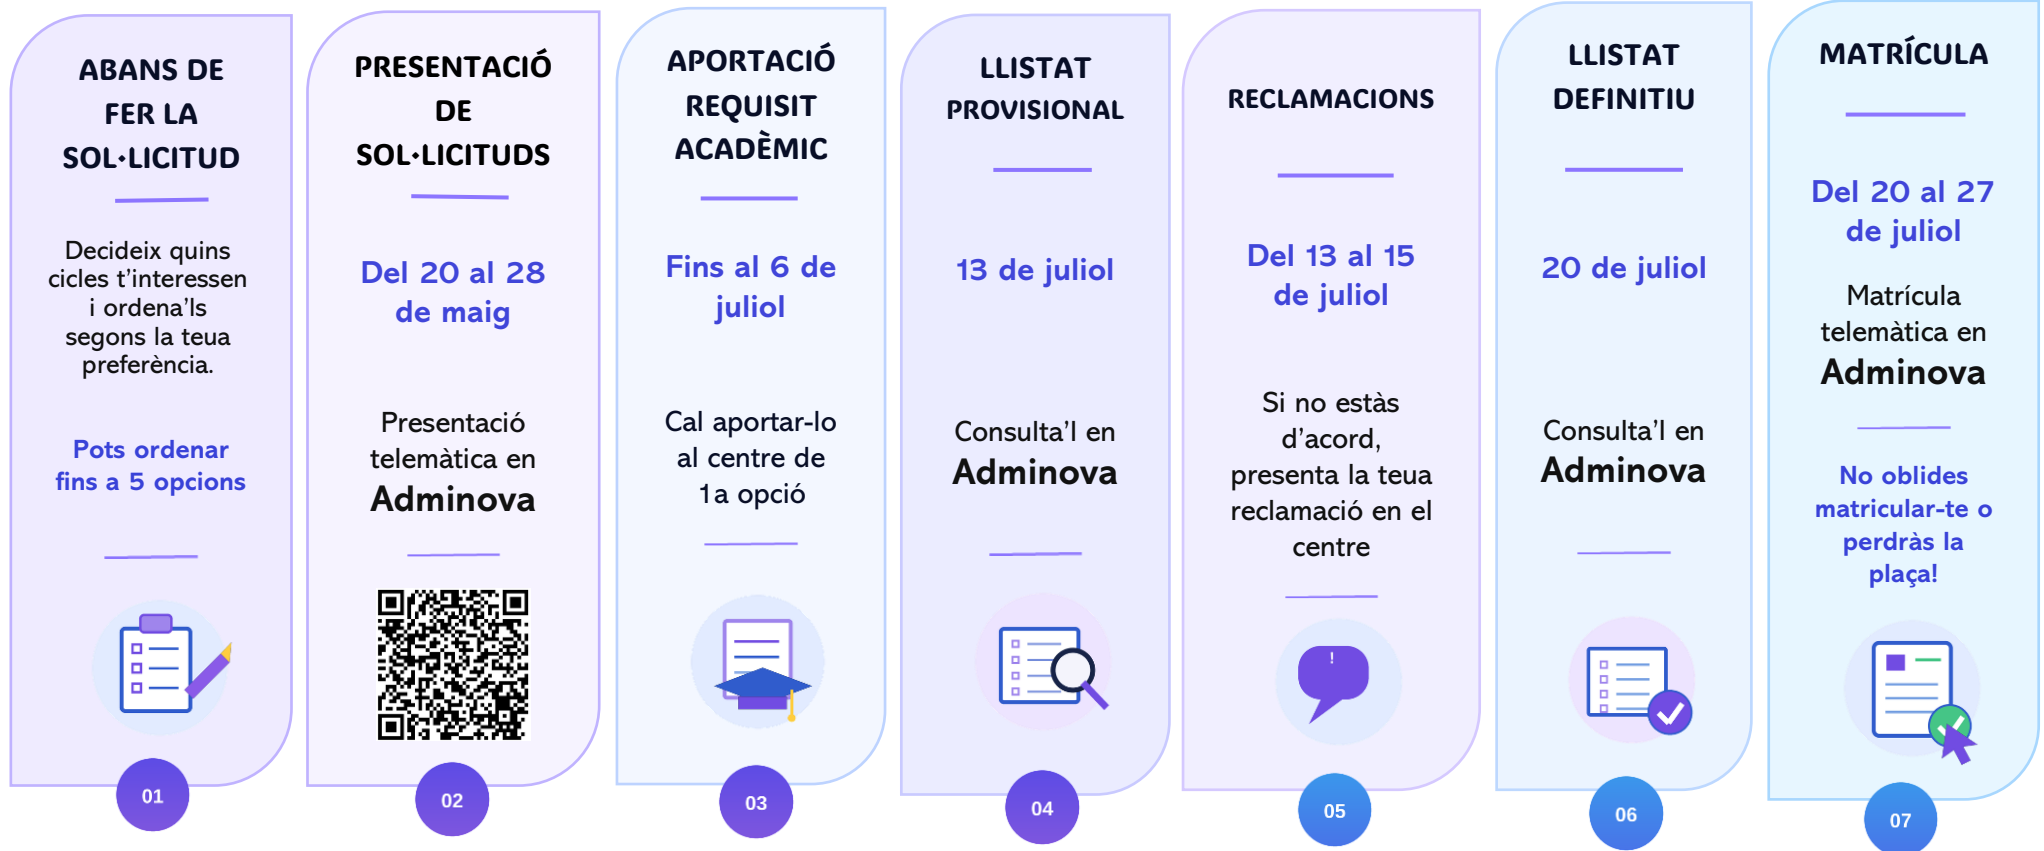 ABANS DE
FER LA
SOL·LICITUD
Decideix quins
cicles t’interessen
i ordena’ls
segons la teua
preferència.
Pots ordenar
fins a 5 opcions
01
PRESENTACIÓ
DE
SOL·LICITUDS
Del 20 al 28
de maig
Presentació
telemàtica en
Adminova
02
APORTACIÓ
REQUISIT
ACADÈMIC
Fins al 6 de
juliol
Cal aportar-lo
al centre de
1a opció
03
LLISTAT
PROVISIONAL
13 de juliol
Consulta’l en
Adminova
04
RECLAMACIONS
Del 13 al 15
de juliol
Si no estàs
d’acord,
presenta la teua
reclamació en el
centre
!
05
LLISTAT
DEFINITIU
20 de juliol
Consulta’l en
Adminova
06
MATRÍCULA
Del 20 al 27
de juliol
Matrícula
telemàtica en
Adminova
No oblides
matricular-te o
perdràs la
plaça!
07